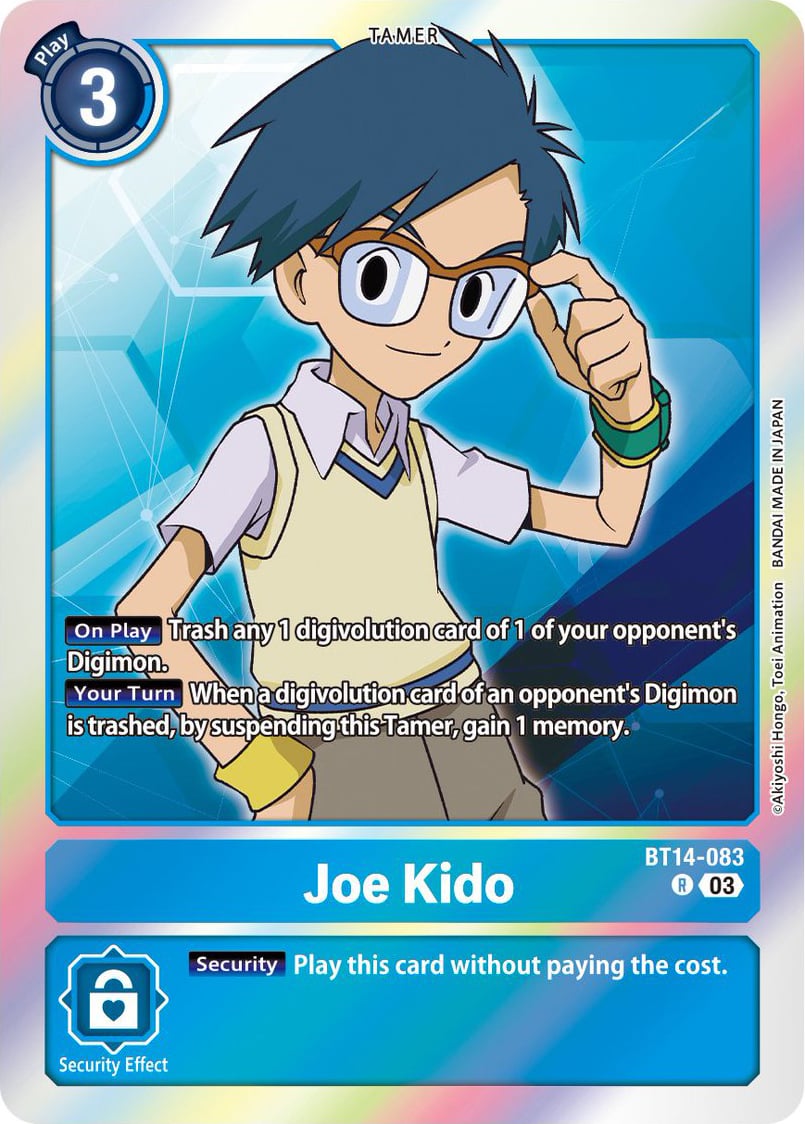 TAMER
Play
3
On Play Trash any 1 digivolution card of 1 of your opponent's
Digimon.
Your Turn When a digivolution card of an opponent's Digimon
is trashed, by suspending this Tamer, gain 1 memory.
©Akiyoshi Hongo, Toei Animation BANDAI MADE IN JAPAN
BT14-083
Joe Kido
R 03
Security Play this card without paying the cost.
Security Effect